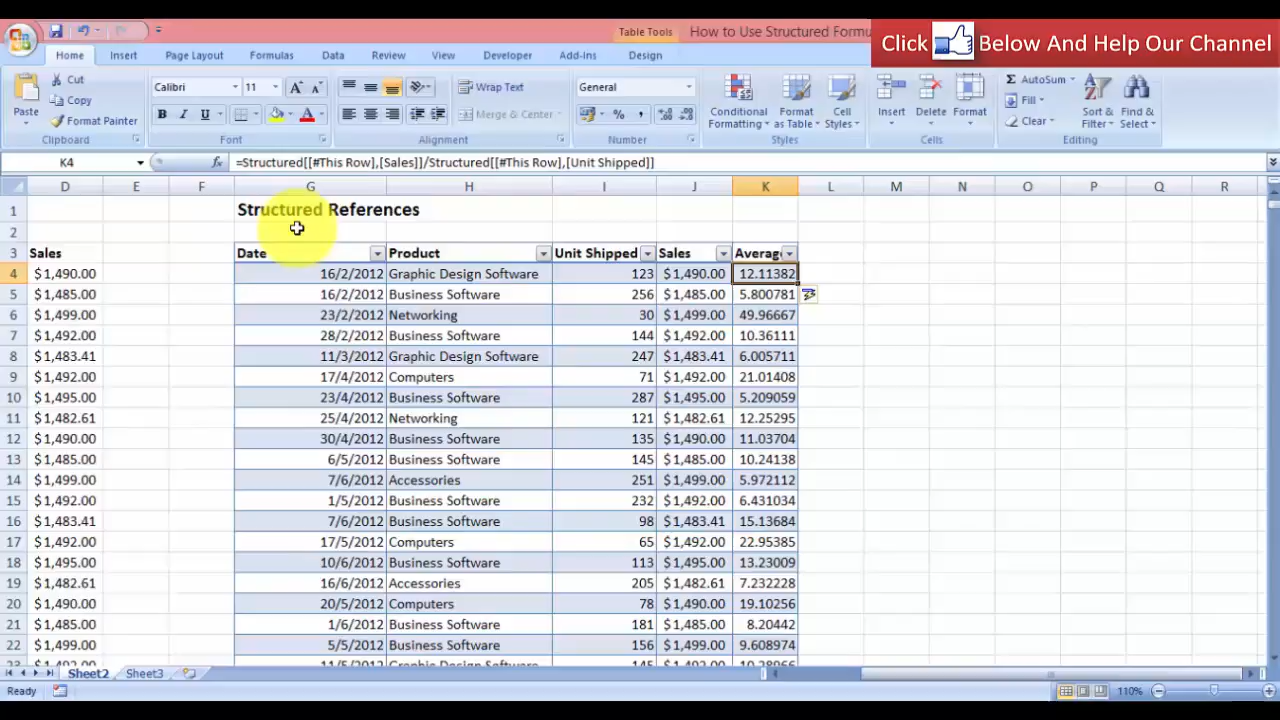 Table Tools How to Use Structured Formu
Click Below And Help Our Channel
Home Insert Page Layout Formulas Data Review View Developer Add-Ins Design
Cut Calibri 11 Wrap Text General AutoSum
Copy Fill
Paste Format Painter Merge & Center Conditional Formatting Format as Table Cell Styles Insert Delete Format Clear Sort & Filter Find & Select
Clipboard Font Alignment Number Styles Cells Editing
K4 fx =Structured[[#This Row],[Sales]]/Structured[[#This Row],[Unit Shipped]]
D E F G H I J K L M N O P Q R
1 Structured References
2
3 Sales Date Product Unit Shipped Sales Averag
4 $1,490.00 16/2/2012 Graphic Design Software 123 $1,490.00 12.11382
5 $1,485.00 16/2/2012 Business Software 256 $1,485.00 5.800781
6 $1,499.00 23/2/2012 Networking 30 $1,499.00 49.96667
7 $1,492.00 28/2/2012 Business Software 144 $1,492.00 10.36111
8 $1,483.41 11/3/2012 Graphic Design Software 247 $1,483.41 6.005711
9 $1,492.00 17/4/2012 Computers 71 $1,492.00 21.01408
10 $1,495.00 23/4/2012 Business Software 287 $1,495.00 5.209059
11 $1,482.61 25/4/2012 Networking 121 $1,482.61 12.25295
12 $1,490.00 30/4/2012 Business Software 135 $1,490.00 11.03704
13 $1,485.00 6/5/2012 Business Software 145 $1,485.00 10.24138
14 $1,499.00 7/6/2012 Accessories 251 $1,499.00 5.972112
15 $1,492.00 1/5/2012 Business Software 232 $1,492.00 6.431034
16 $1,483.41 7/6/2012 Business Software 98 $1,483.41 15.13684
17 $1,492.00 17/5/2012 Computers 65 $1,492.00 22.95385
18 $1,495.00 10/6/2012 Business Software 113 $1,495.00 13.23009
19 $1,482.61 16/6/2012 Accessories 205 $1,482.61 7.232228
20 $1,490.00 20/5/2012 Computers 78 $1,490.00 19.10256
21 $1,485.00 1/6/2012 Business Software 181 $1,485.00 8.20442
22 $1,499.00 5/5/2012 Business Software 156 $1,499.00 9.608974
Sheet2 Sheet3
Ready 110%